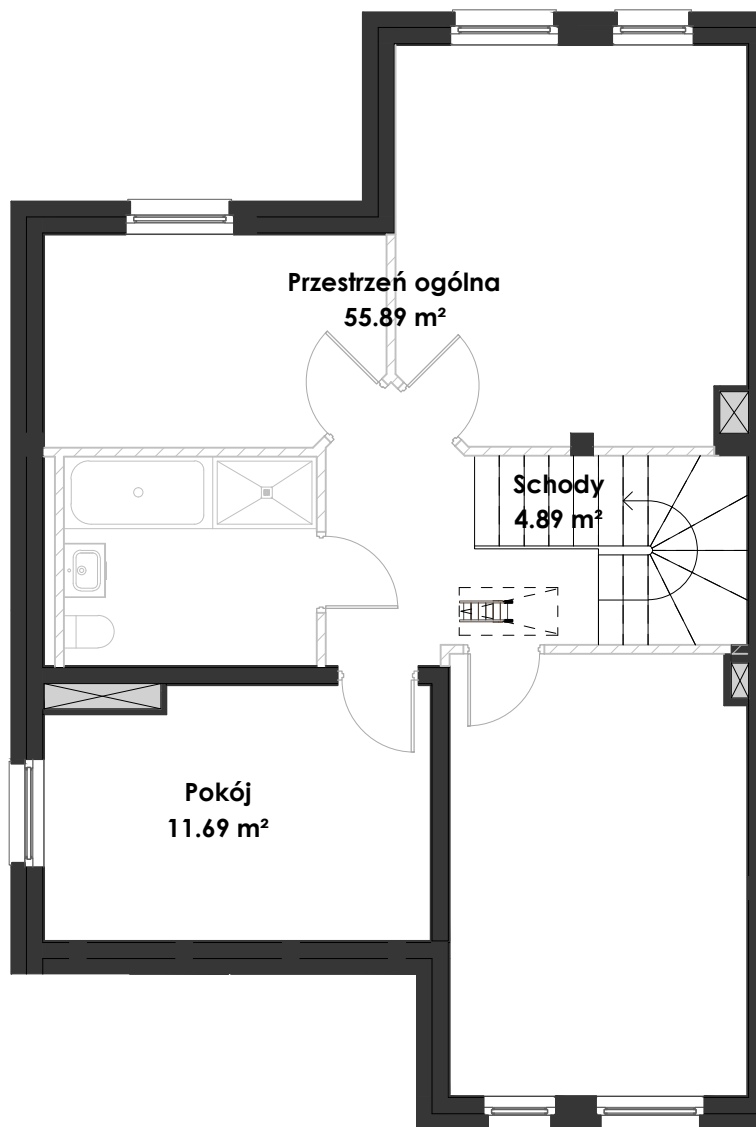 Przestrzeń ogólna
55.89 m²
Schody
4.89 m²
Pokój
11.69 m²